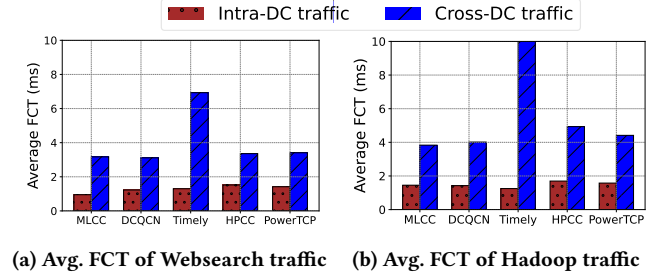 Intra-DC traffic Cross-DC traffic
Average FCT (ms)
10
8
6
4
2
0
MLCC DCQCN Timely HPCC PowerTCP
Average FCT (ms)
10
8
6
4
2
0
MLCC DCQCN Timely HPCC PowerTCP
(a) Avg. FCT of Websearch traffic (b) Avg. FCT of Hadoop traffic